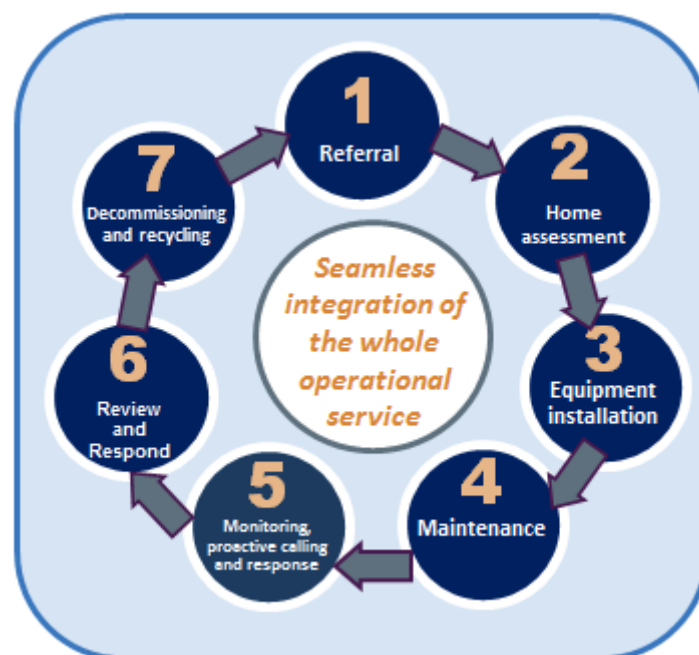 1
Referral
2
Home
assessment
3
Equipment
installation
4
Maintenance
5
Monitoring,
proactive calling
and response
6
Review
and
Respond
7
Decommissioning
and recycling
Seamless
integration of
the whole
operational
service